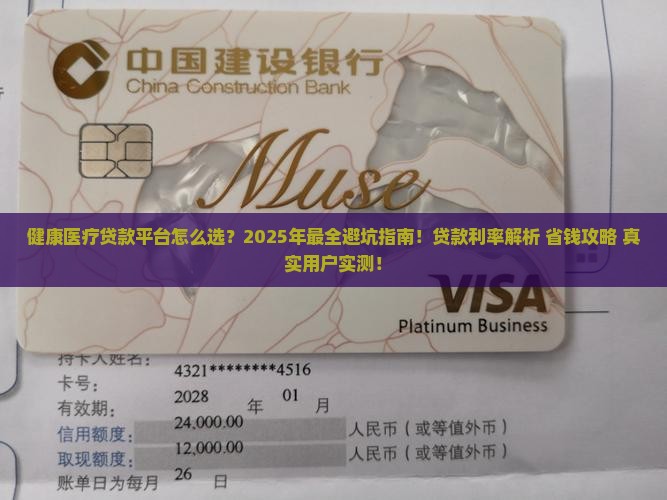 中国建设银行
China Construction Bank
Muse
健康医疗贷款平台怎么选？2025年最全避坑指南！贷款利率解析 省钱攻略 真
实用户实测！
VISA
Platinum Business
持卡人姓名：
卡号： 4321********4516
有效期： 2028 年 01 月
信用额度： 24,000.00 人民币（或等值外币）
取现额度： 12,000.00 人民币（或等值外币）
账单日为每月 26 日